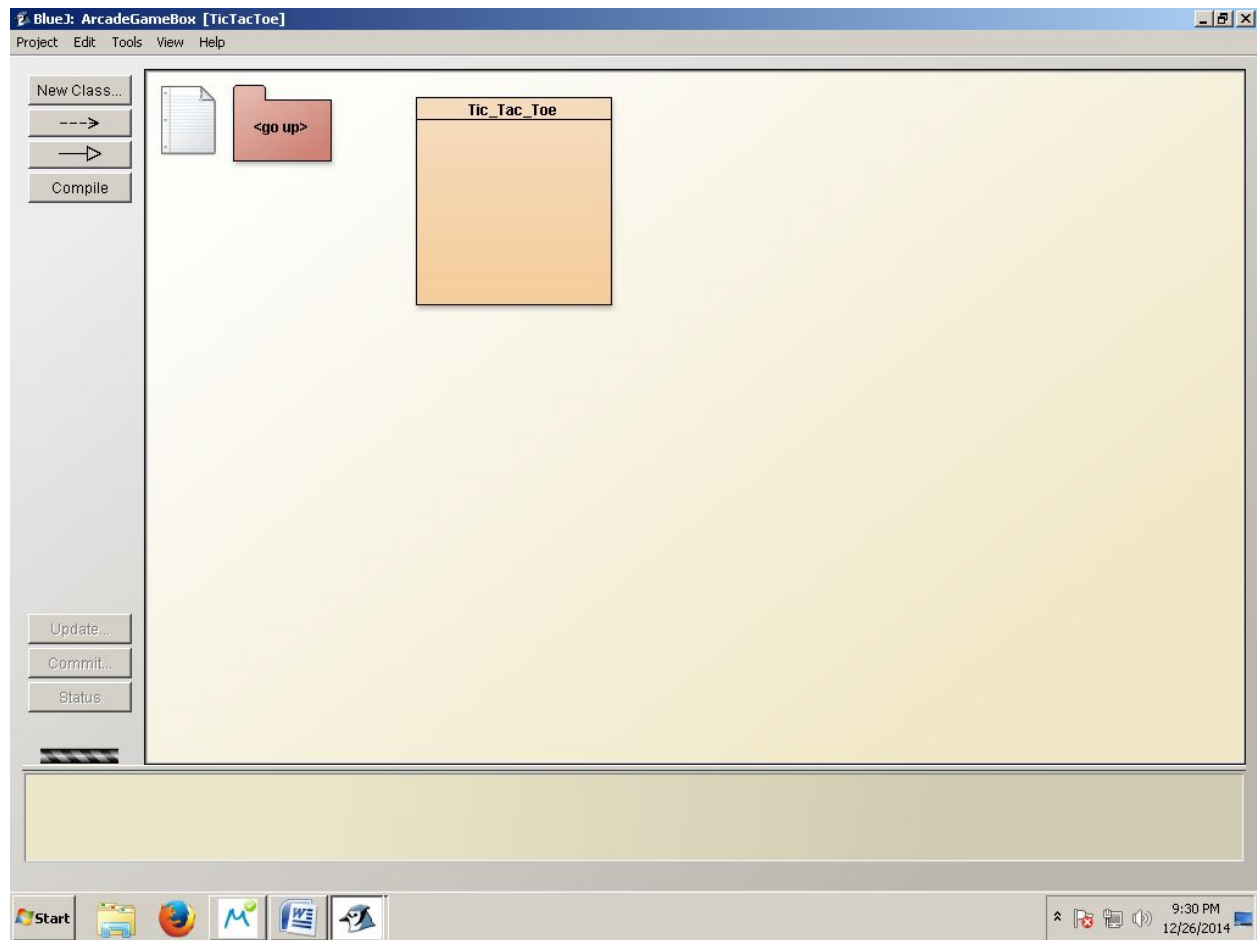 BlueJ: ArcadeGameBox [TicTacToe]
Project Edit Tools View Help
New Class...
--->
Compile
<go up>
Tic_Tac_Toe
Update...
Commit...
Status
Start
9:30 PM
12/26/2014